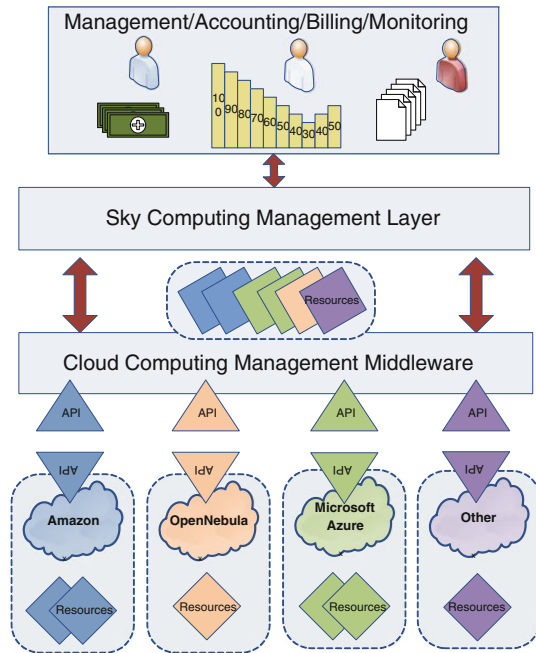 Management/Accounting/Billing/Monitoring
10
0
90
80
70
60
50
40
30
40
50
Sky Computing Management Layer
Resources
Cloud Computing Management Middleware
API
API
API
API
API
API
API
API
Amazon
OpenNebula
Microsoft
Azure
Other
Resources
Resources
Resources
Resources